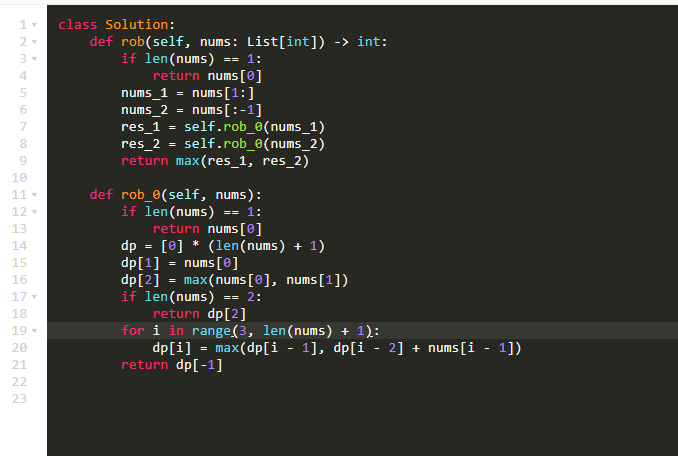 1 class Solution:
2     def rob(self, nums: List[int]) -> int:
3         if len(nums) == 1:
4             return nums[0]
5         nums_1 = nums[1:]
6         nums_2 = nums[:-1]
7         res_1 = self.rob_0(nums_1)
8         res_2 = self.rob_0(nums_2)
9         return max(res_1, res_2)
10
11     def rob_0(self, nums):
12         if len(nums) == 1:
13             return nums[0]
14         dp = [0] * (len(nums) + 1)
15         dp[1] = nums[0]
16         dp[2] = max(nums[0], nums[1])
17         if len(nums) == 2:
18             return dp[2]
19         for i in range(3, len(nums) + 1):
20             dp[i] = max(dp[i - 1], dp[i - 2] + nums[i - 1])
21         return dp[-1]
22
23